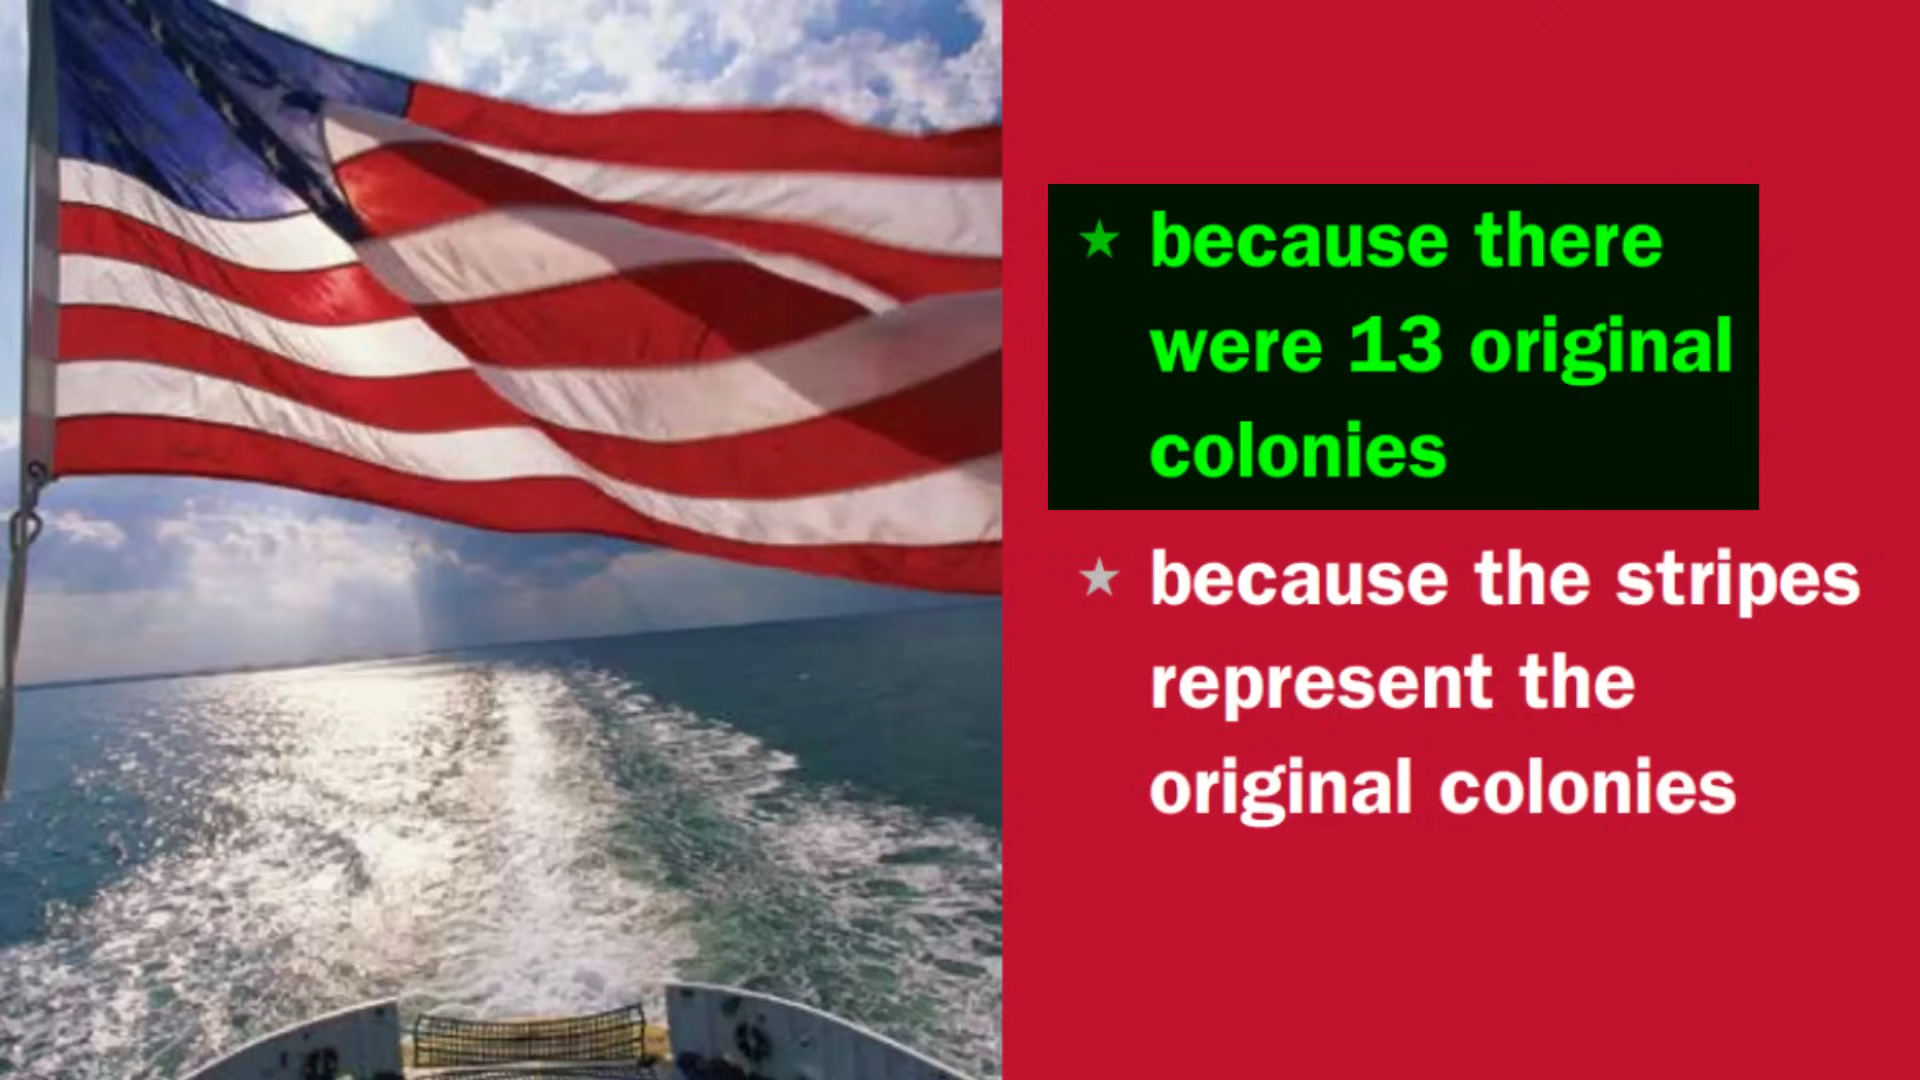 ★ because there
were 13 original
colonies
★ because the stripes
represent the
original colonies